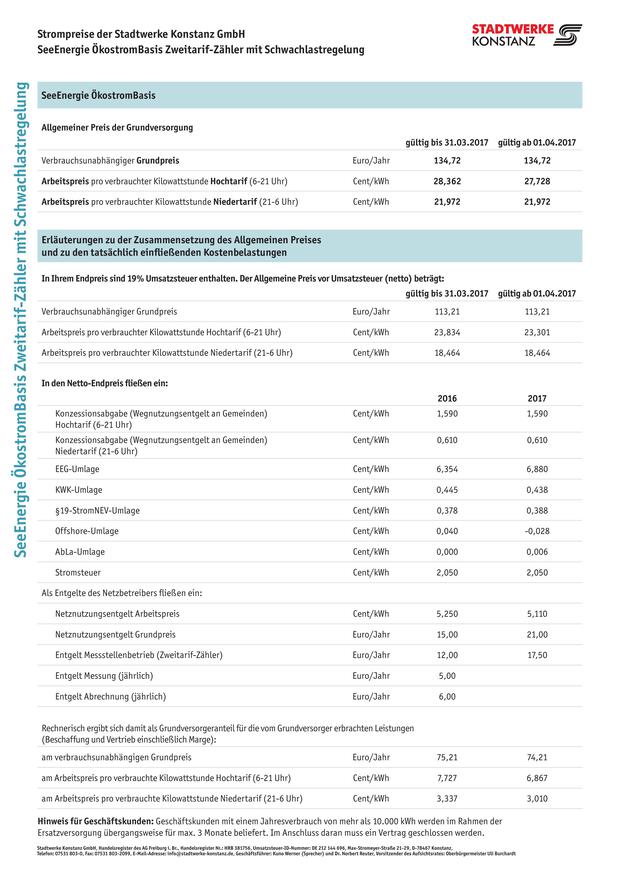 Strompreise der Stadtwerke Konstanz GmbH
SeeEnergie ÖkostromBasis Zweitarif-Zähler mit Schwachlastregelung
STADTWERKE
KONSTANZ
SeeEnergie ÖkostromBasis Zweitarif-Zähler mit Schwachlastregelung
SeeEnergie ÖkostromBasis
Allgemeiner Preis der Grundversorgung
gültig bis 31.03.2017 gültig ab 01.04.2017
Verbrauchsunabhängiger Grundpreis Euro/Jahr 134,72 134,72
Arbeitspreis pro verbrauchter Kilowattstunde Hochtarif (6-21 Uhr) Cent/kWh 28,362 27,728
Arbeitspreis pro verbrauchter Kilowattstunde Niedertarif (21-6 Uhr) Cent/kWh 21,972 21,972
Erläuterungen zu der Zusammensetzung des Allgemeinen Preises
und zu den tatsächlich einfließenden Kostenbelastungen
In Ihrem Endpreis sind 19% Umsatzsteuer enthalten. Der Allgemeine Preis vor Umsatzsteuer (netto) beträgt:
gültig bis 31.03.2017 gültig ab 01.04.2017
Verbrauchsunabhängiger Grundpreis Euro/Jahr 113,21 113,21
Arbeitspreis pro verbrauchter Kilowattstunde Hochtarif (6-21 Uhr) Cent/kWh 23,834 23,301
Arbeitspreis pro verbrauchter Kilowattstunde Niedertarif (21-6 Uhr) Cent/kWh 18,464 18,464
In den Netto-Endpreis fließen ein:
2016 2017
Konzessionsabgabe (Wegnutzungsentgelt an Gemeinden) Cent/kWh 1,590 1,590
Hochtarif (6-21 Uhr)
Konzessionsabgabe (Wegnutzungsentgelt an Gemeinden) Cent/kWh 0,610 0,610
Niedertarif (21-6 Uhr)
EEG-Umlage Cent/kWh 6,354 6,880
KWK-Umlage Cent/kWh 0,445 0,438
§19-StromNEV-Umlage Cent/kWh 0,378 0,388
Offshore-Umlage Cent/kWh 0,040 -0,028
AbLa-Umlage Cent/kWh 0,000 0,006
Stromsteuer Cent/kWh 2,050 2,050
Als Entgelte des Netzbetreibers fließen ein:
Netznutzungsentgelt Arbeitspreis Cent/kWh 5,250 5,110
Netznutzungsentgelt Grundpreis Euro/Jahr 15,00 21,00
Entgelt Messstellenbetrieb (Zweitarif-Zähler) Euro/Jahr 12,00 17,50
Entgelt Messung (jährlich) Euro/Jahr 5,00
Entgelt Abrechnung (jährlich) Euro/Jahr 6,00
Rechnerisch ergibt sich damit als Grundversorgeranteil für die vom Grundversorger erbrachten Leistungen
(Beschaffung und Vertrieb einschließlich Marge):
am verbrauchsunabhängigen Grundpreis Euro/Jahr 75,21 74,21
am Arbeitspreis pro verbrauchte Kilowattstunde Hochtarif (6-21 Uhr) Cent/kWh 7,727 6,867
am Arbeitspreis pro verbrauchte Kilowattstunde Niedertarif (21-6 Uhr) Cent/kWh 3,337 3,010
Hinweis für Geschäftskunden: Geschäftskunden mit einem Jahresverbrauch von mehr als 10.000 kWh werden im Rahmen der
Ersatzversorgung übergangsweise für max. 3 Monate beliefert. Im Anschluss daran muss ein Vertrag geschlossen werden.
Stadtwerke Konstanz GmbH, Handelsregister des AG Freiburg i. Br., Handelsregister Nr.: HRB 381756, Umsatzsteuer-ID-Nummer: DE 212 144 696, Max-Stromeyer-Straße 21-29, D-78467 Konstanz,
Telefon: 07531 803-0, Fax: 07531 803-2099, E-Mail-Adresse: info@stadtwerke-konstanz.de, Geschäftsführer: Kuno Werner (Sprecher) und Dr. Norbert Reuter, Vorsitzender des Aufsichtsrates: Oberbürgermeister Uli Burchardt